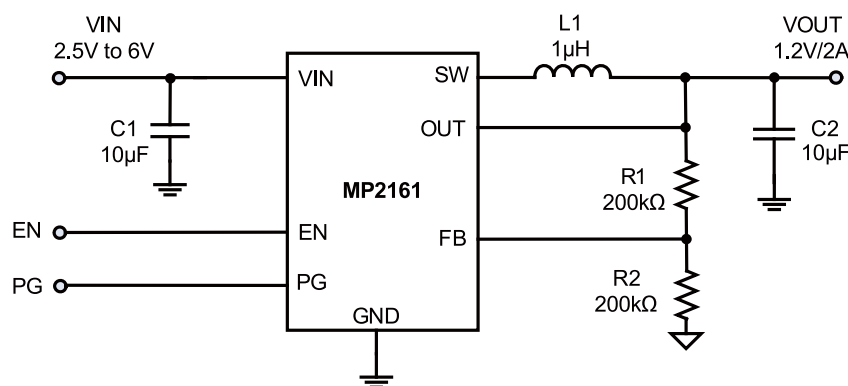 VIN
2.5V to 6V
L1
1µH
VOUT
1.2V/2A
VIN
SW
C1
10µF
OUT
C2
10µF
MP2161
R1
200kΩ
EN
EN
FB
PG
PG
R2
200kΩ
GND